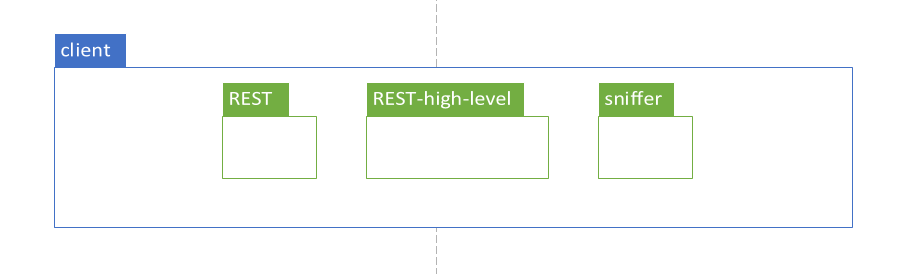 client
REST
REST-high-level
sniffer